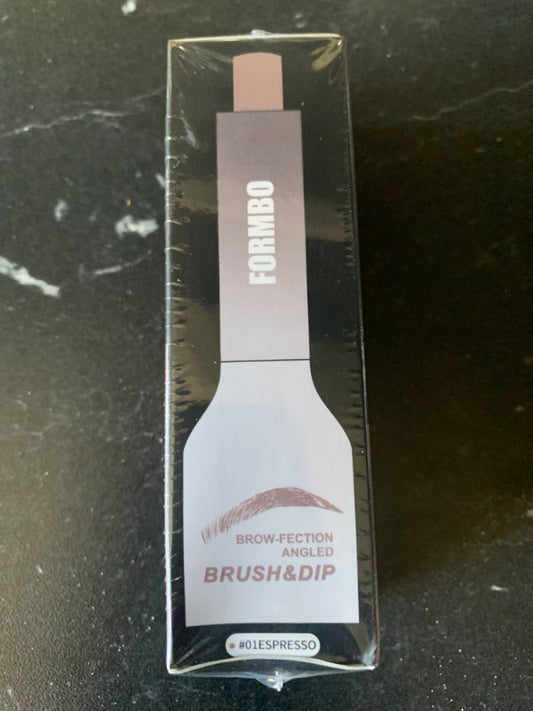 FORMBO
BROW-FECTION
ANGLED
BRUSH&DIP
#01ESPRESSO